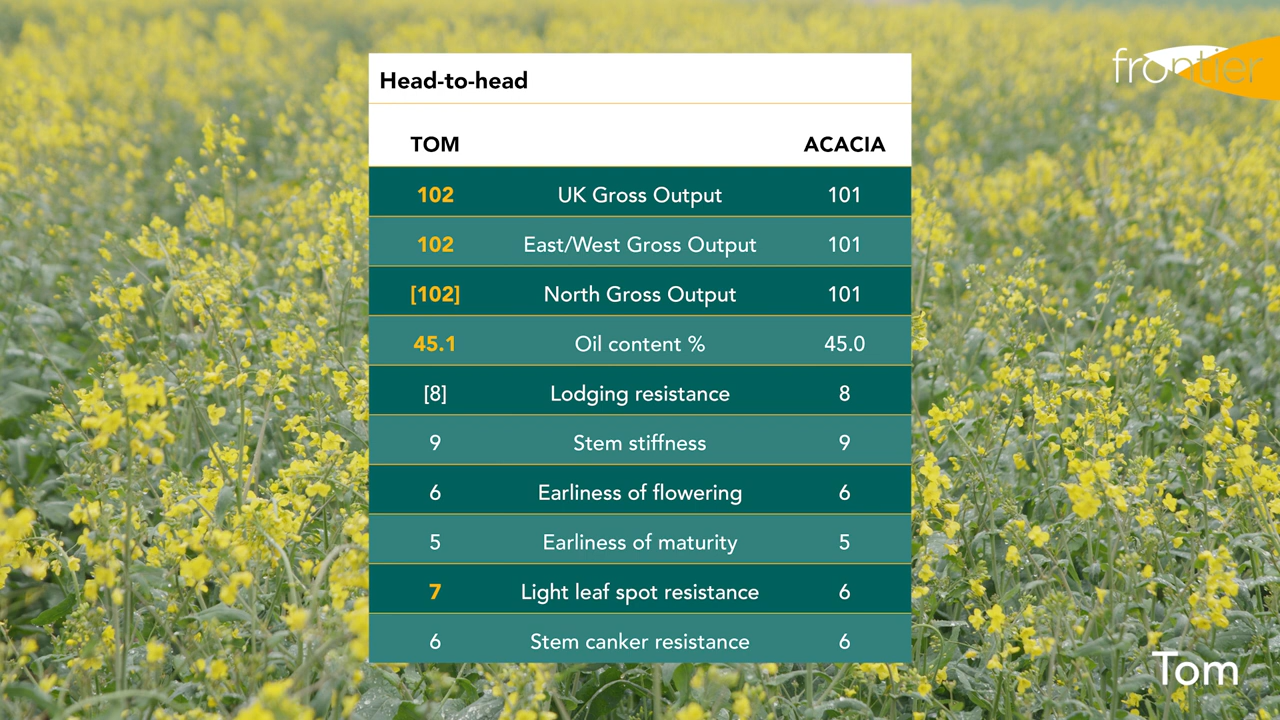 frontier
Head-to-head
TOM ACACIA
102 UK Gross Output 101
102 East/West Gross Output 101
[102] North Gross Output 101
45.1 Oil content % 45.0
[8] Lodging resistance 8
9 Stem stiffness 9
6 Earliness of flowering 6
5 Earliness of maturity 5
7 Light leaf spot resistance 6
6 Stem canker resistance 6
Tom